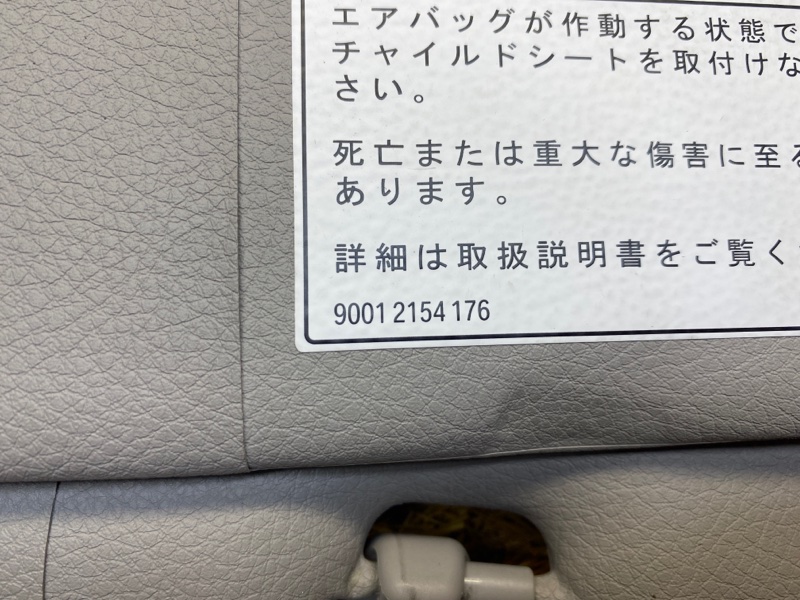 エアバッグが作動する状態で
チャイルドシートを取付けな
さい。
死亡または重大な傷害に至る
あります。
詳細は取扱説明書をご覧く
9001 2154 176